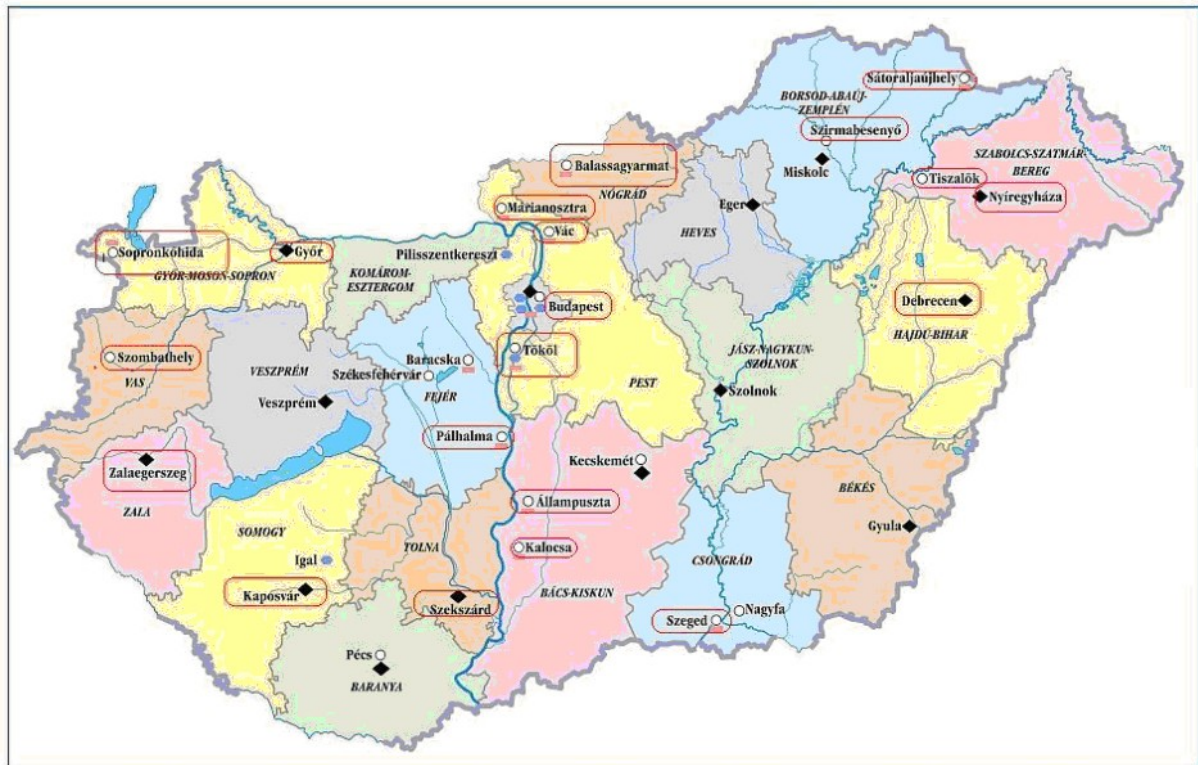 Sátoraljaújhely
BORSOD-ABAÚJ-
ZEMPLÉN
Szirmabesenyő
Miskolc
SZABOLCS-SZATMÁR-
BEREG
Tiszalök
Nyíregyháza
Balassagyarmat
NÓGRÁD
Márianosztra
Vác
Eger
HEVES
Pilisszentkereszt
Sopronkőhida
Győr
GYŐR-MOSON-SOPRON
KOMÁROM-
ESZTERGOM
Budapest
Debrecen
HAJDÚ-BIHAR
Tököl
Szombathely
VAS
VESZPRÉM
Baracska
Székesfehérvár
FEJÉR
JÁSZ-NAGYKUN-
SZOLNOK
PEST
Szolnok
Veszprém
Pálhalma
Kecskemét
Zalaegerszeg
ZALA
Állampuszta
BÉKÉS
Gyula
SOMOGY
TOLNA
Kalocsa
Igal
CSONGRÁD
Kaposvár
Szekszárd
BÁCS-KISKUN
Nagyfa
Szeged
Pécs
BARANYA